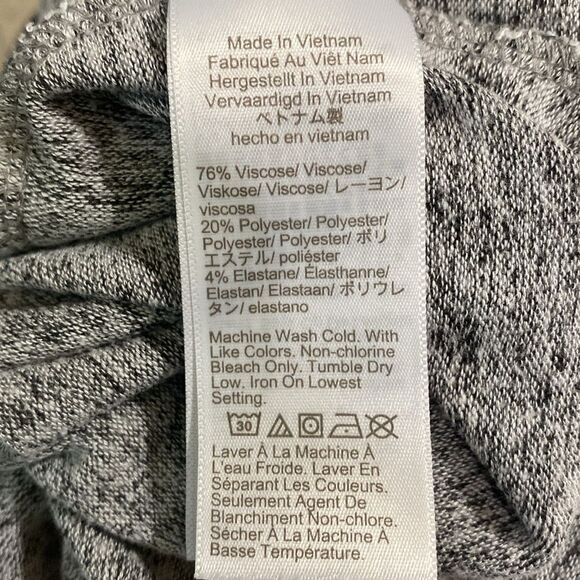 Made In Vietnam
Fabriqué Au Viêt Nam
Hergestellt In Vietnam
Vervaardigd In Vietnam
ベトナム製
hecho en vietnam
76% Viscose/ Viscose/
Viskose/ Viscose/ レーヨン/
viscosa
20% Polyester/ Polyester/
Polyester/ Polyester/ ポリ
エステル/ poliéster
4% Elastane/ Élasthanne/
Elastan/ Elastaan/ ポリウレ
タン/ elastano
Machine Wash Cold. With
Like Colors. Non-chlorine
Bleach Only. Tumble Dry
Low. Iron On Lowest
Setting.
30
Laver À La Machine À
L'eau Froide. Laver En
Séparant Les Couleurs.
Seulement Agent De
Blanchiment Non-chlore.
Sécher À La Machine À
Basse Température.